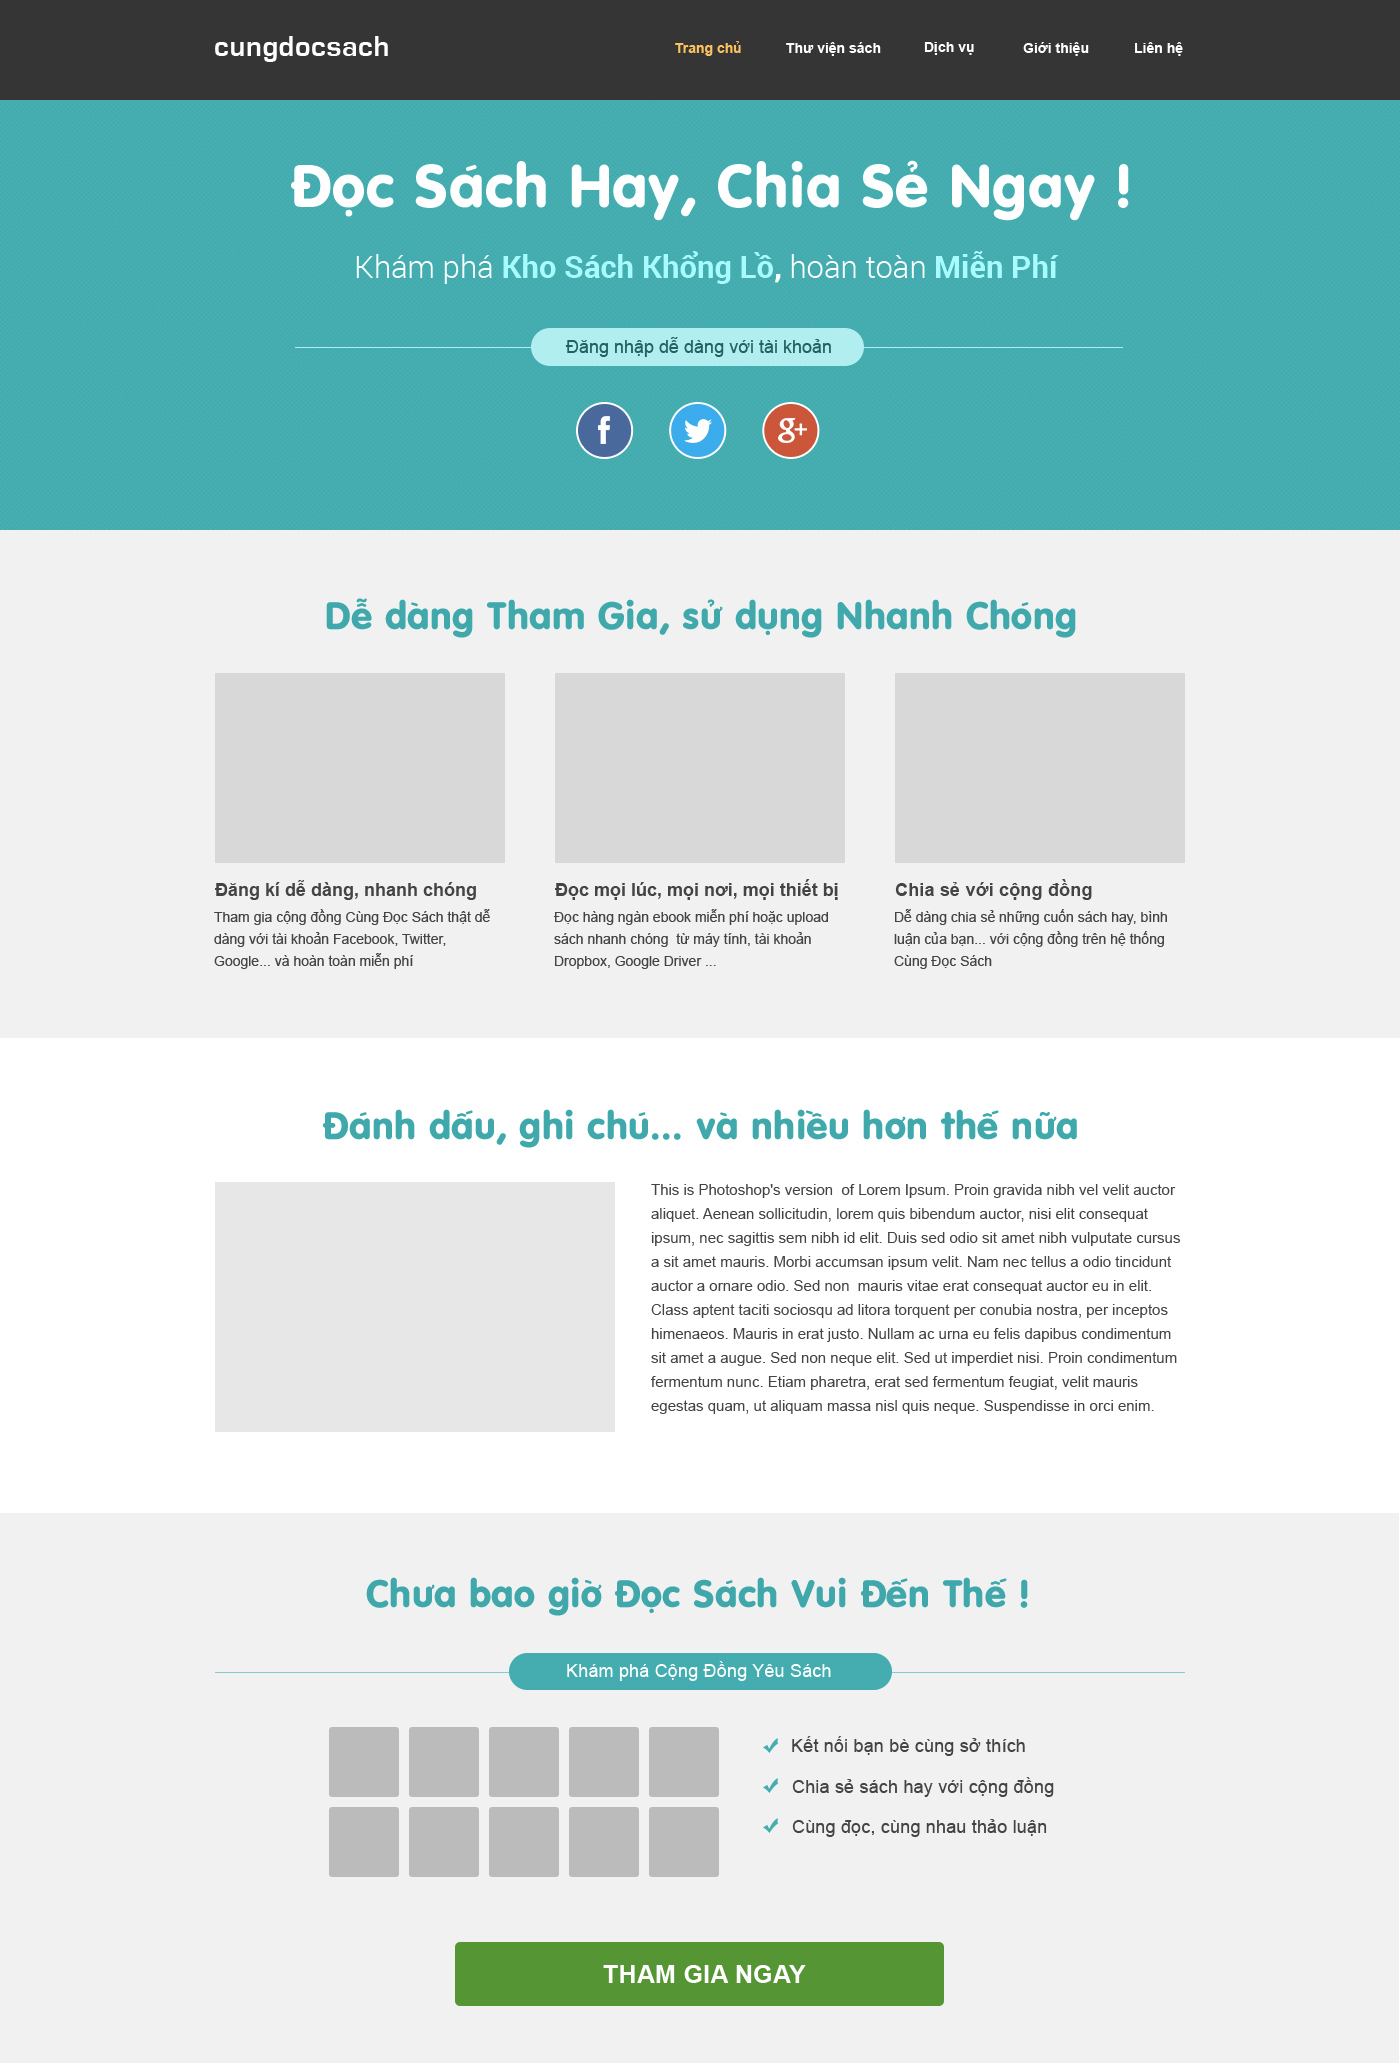 cungdocsach
Trang chủ Thư viện sách Dịch vụ Giới thiệu Liên hệ
Đọc Sách Hay, Chia Sẻ Ngay !
Khám phá Kho Sách Khổng Lồ, hoàn toàn Miễn Phí
Đăng nhập dễ dàng với tài khoản
f g+
Dễ dàng Tham Gia, sử dụng Nhanh Chóng
Đăng kí dễ dàng, nhanh chóng
Tham gia cộng đồng Cùng Đọc Sách thật dễ
dàng với tài khoản Facebook, Twitter,
Google... và hoàn toàn miễn phí
Đọc mọi lúc, mọi nơi, mọi thiết bị
Đọc hàng ngàn ebook miễn phí hoặc upload
sách nhanh chóng từ máy tính, tài khoản
Dropbox, Google Driver ...
Chia sẻ với cộng đồng
Dễ dàng chia sẻ những cuốn sách hay, bình
luận của bạn... với cộng đồng trên hệ thống
Cùng Đọc Sách
Đánh dấu, ghi chú... và nhiều hơn thế nữa
This is Photoshop's version of Lorem Ipsum. Proin gravida nibh vel velit auctor
aliquet. Aenean sollicitudin, lorem quis bibendum auctor, nisi elit consequat
ipsum, nec sagittis sem nibh id elit. Duis sed odio sit amet nibh vulputate cursus
a sit amet mauris. Morbi accumsan ipsum velit. Nam nec tellus a odio tincidunt
auctor a ornare odio. Sed non mauris vitae erat consequat auctor eu in elit.
Class aptent taciti sociosqu ad litora torquent per conubia nostra, per inceptos
himenaeos. Mauris in erat justo. Nullam ac urna eu felis dapibus condimentum
sit amet a augue. Sed non neque elit. Sed ut imperdiet nisi. Proin condimentum
fermentum nunc. Etiam pharetra, erat sed fermentum feugiat, velit mauris
egestas quam, ut aliquam massa nisl quis neque. Suspendisse in orci enim.
Chưa bao giờ Đọc Sách Vui Đến Thế !
Khám phá Cộng Đồng Yêu Sách
Kết nối bạn bè cùng sở thích
Chia sẻ sách hay với cộng đồng
Cùng đọc, cùng nhau thảo luận
THAM GIA NGAY